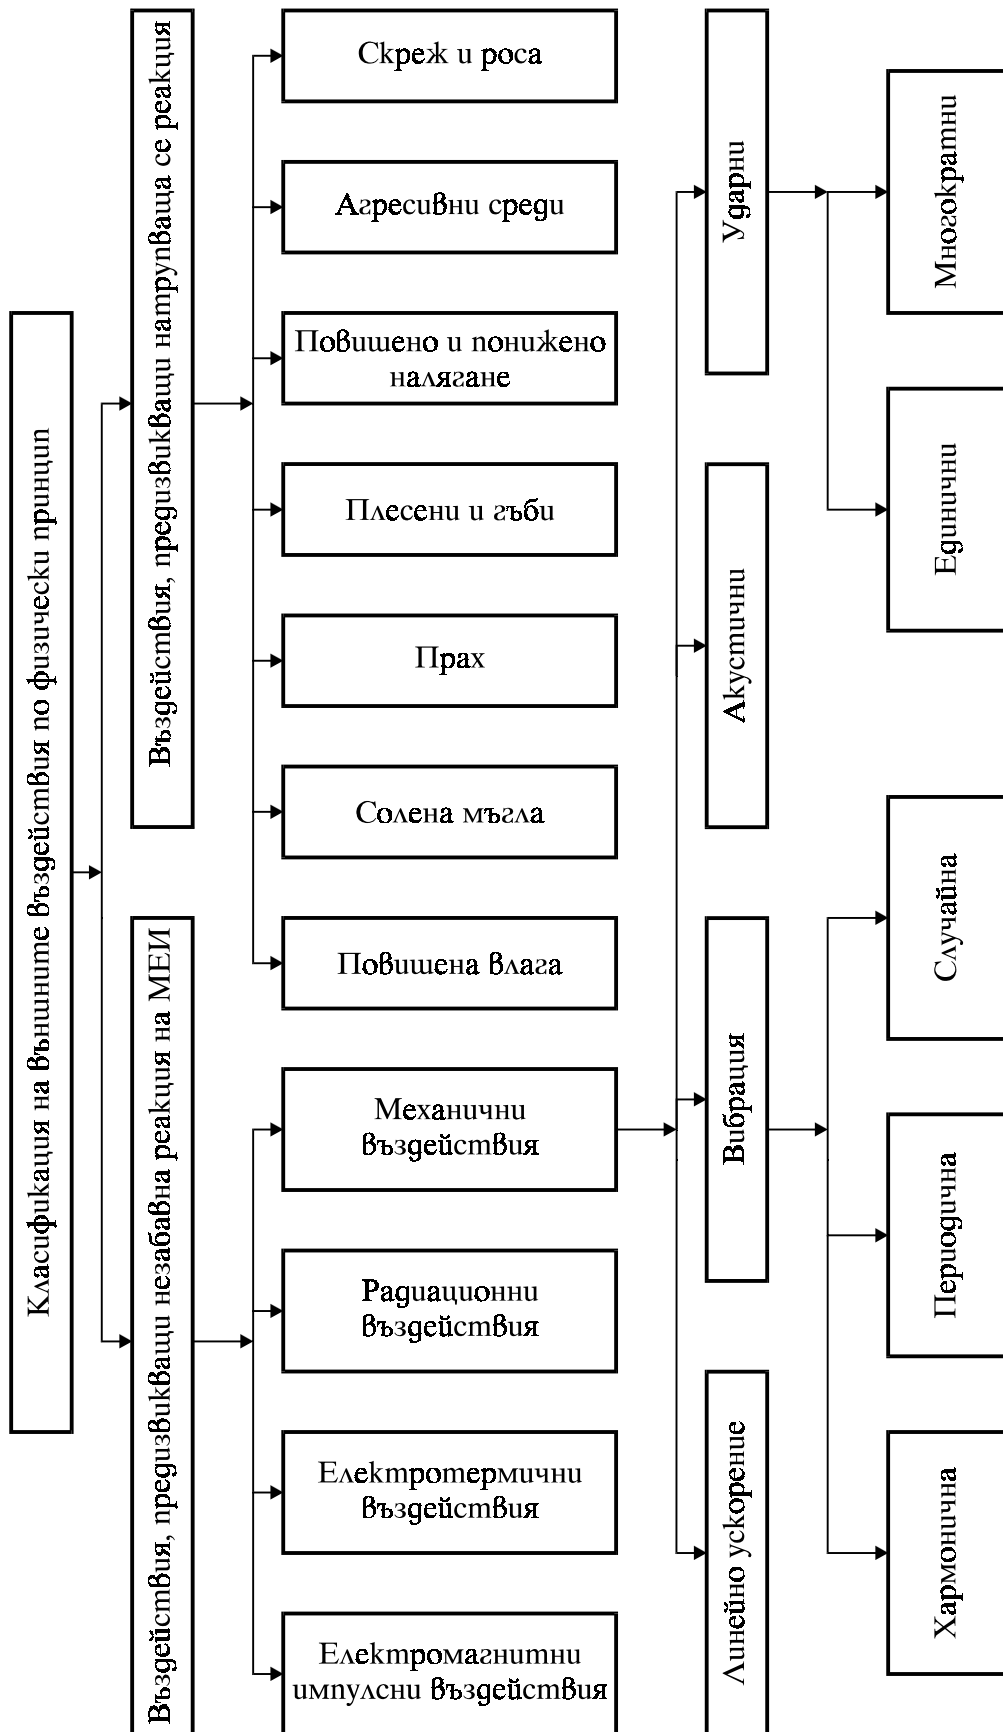 Класификация на външните въздействия по физически принцип
Въздействия, предизвикващи натрупваща се реакция
Въздействия, предизвикващи незабавна реакция на МЕИ
Скреж и роса
Агресивни среди
Повишено и понижено
налягане
Плесени и гъби
Прах
Солена мъгла
Повишена влага
Механични
въздействия
Радиационни
въздействия
Електротермични
въздействия
Електромагнитни
импулсни въздействия
Ударни
Акустични
Вибрация
Линейно ускорение
Многократни
Единични
Случайна
Периодична
Хармонична